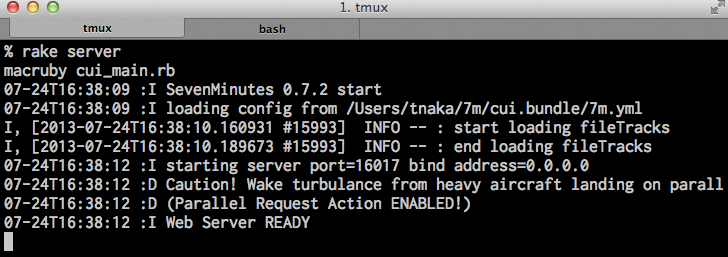 1. tmux
tmux
bash
% rake server
macruby cui_main.rb
07-24T16:38:09 :I SevenMinutes 0.7.2 start
07-24T16:38:09 :I loading config from /Users/tnaka/7m/cui.bundle/7m.yml
I, [2013-07-24T16:38:10.160931 #15993]  INFO -- : start loading fileTracks
I, [2013-07-24T16:38:10.189673 #15993]  INFO -- : end loading fileTracks
07-24T16:38:12 :I starting server port=16017 bind address=0.0.0.0
07-24T16:38:12 :D Caution! Wake turbulance from heavy aircraft landing on parall
07-24T16:38:12 :D (Parallel Request Action ENABLED!)
07-24T16:38:12 :I Web Server READY